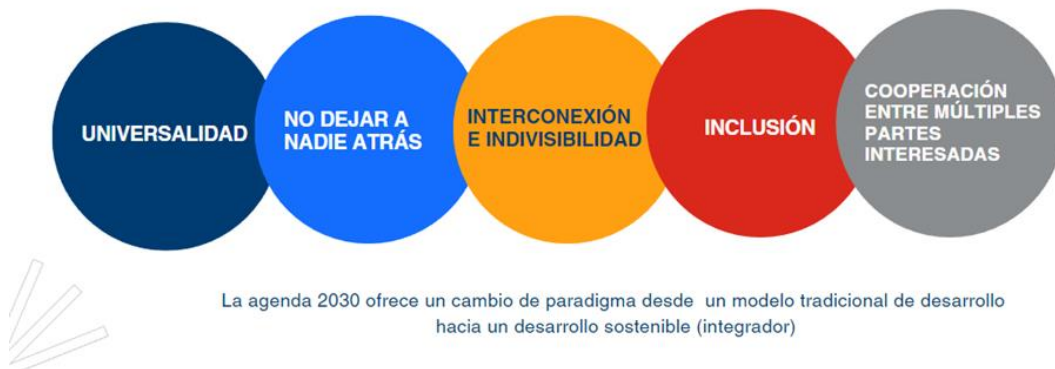 UNIVERSALIDAD
NO DEJAR A
NADIE ATRÁS
INTERCONEXIÓN
E INDIVISIBILIDAD
INCLUSIÓN
COOPERACIÓN
ENTRE MÚLTIPLES
PARTES
INTERESADAS
La agenda 2030 ofrece un cambio de paradigma desde un modelo tradicional de desarrollo
hacia un desarrollo sostenible (integrador)